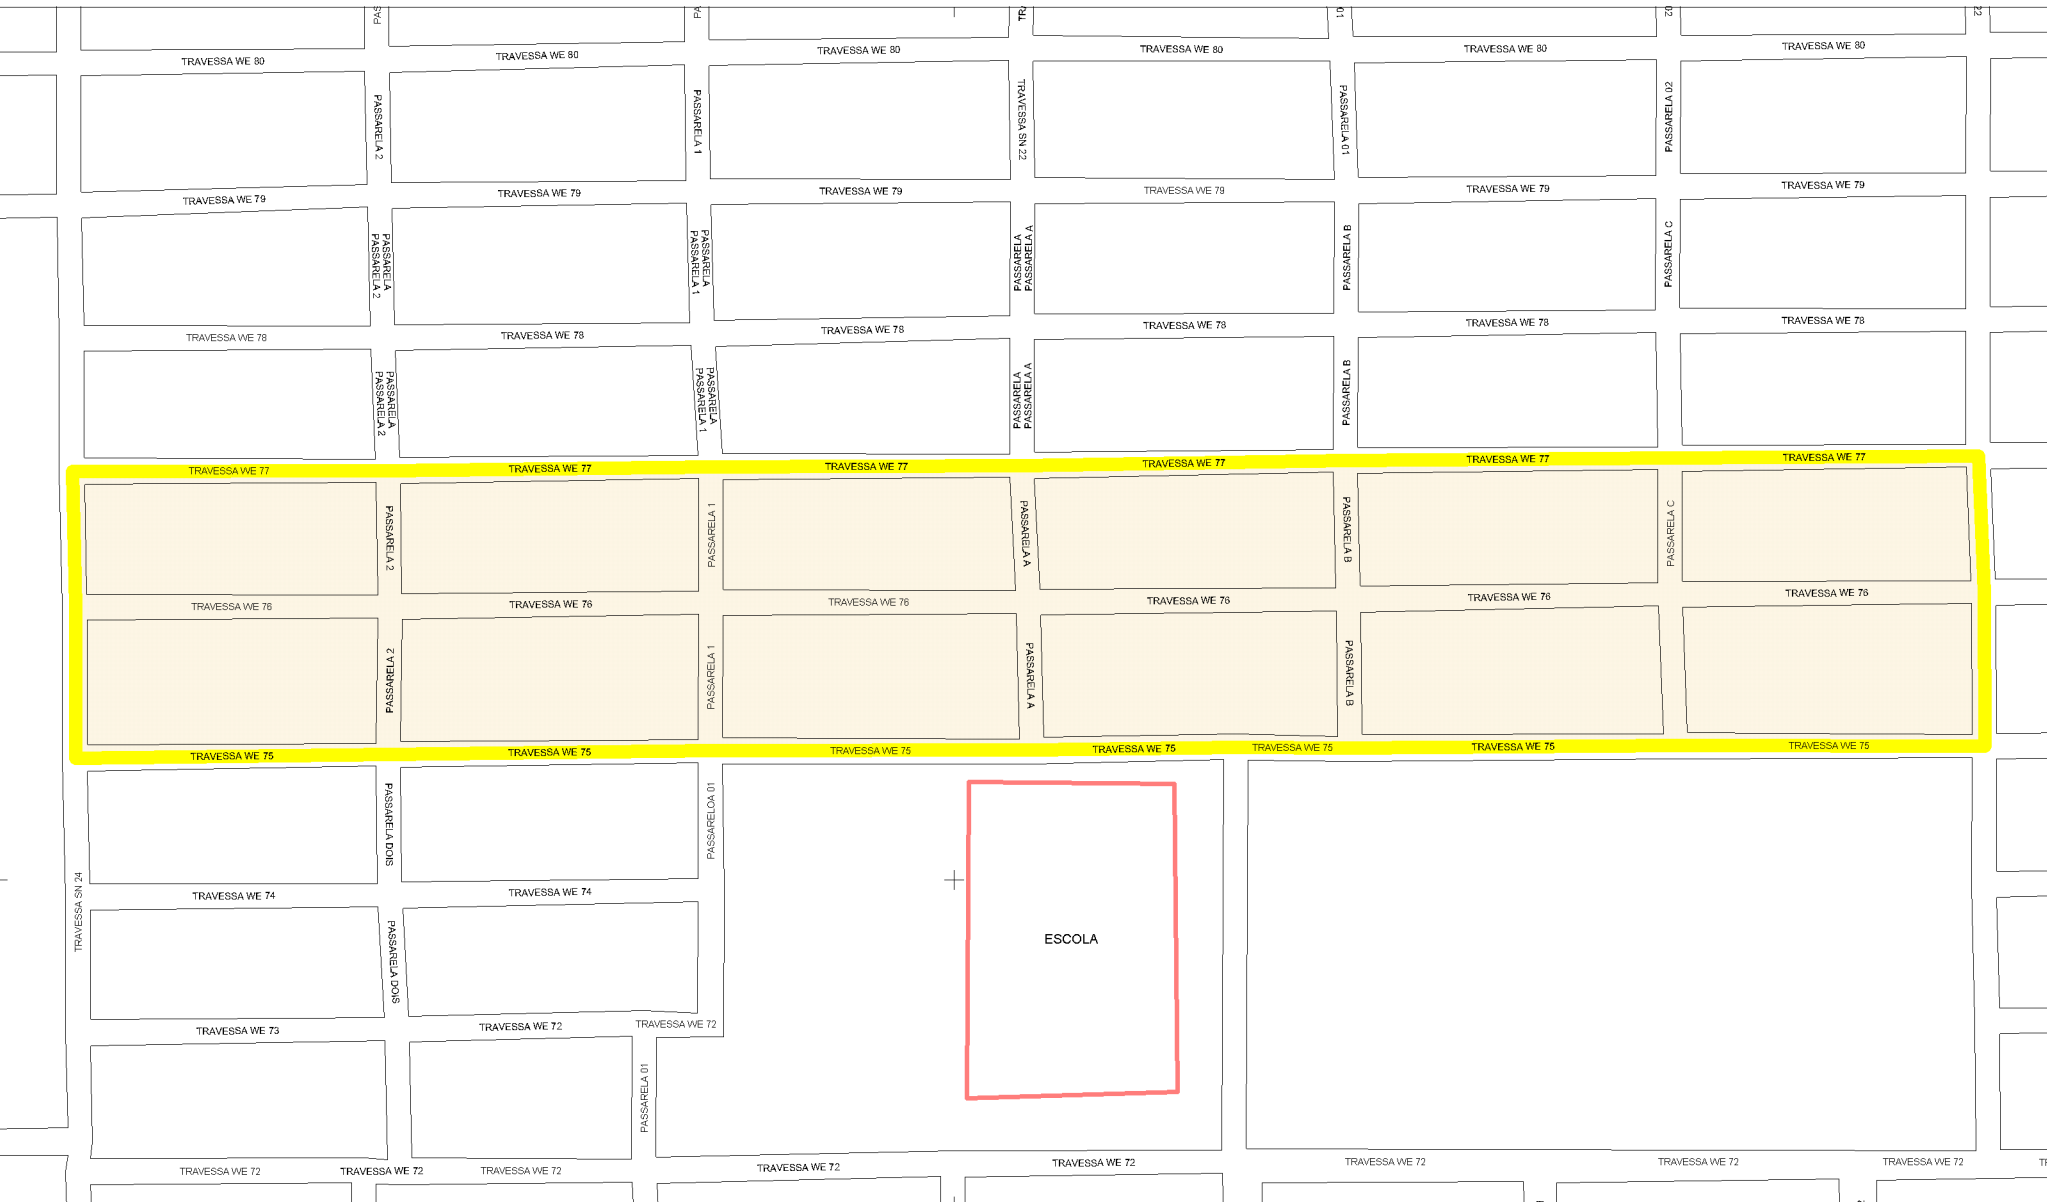 PAS
PA
TR
01
02
22
TRAVESSA WE 80
TRAVESSA WE 80
TRAVESSA WE 80
TRAVESSA WE 80
TRAVESSA WE 80
TRAVESSA WE 80
PASSARELA 2
PASSARELA 1
TRAVESSA SN 22
PASSARELA 01
PASSARELA 02
TRAVESSA WE 79
TRAVESSA WE 79
TRAVESSA WE 79
TRAVESSA WE 79
TRAVESSA WE 79
TRAVESSA WE 79
PASSARELA
PASSARELA 2
PASSARELA
PASSARELA 1
PASSARELA
PASSARELA A
PASSARELA B
PASSARELA C
TRAVESSA WE 78
TRAVESSA WE 78
TRAVESSA WE 78
TRAVESSA WE 78
TRAVESSA WE 78
TRAVESSA WE 78
PASSARELA
PASSARELA 2
PASSARELA
PASSARELA 1
PASSARELA
PASSARELA A
PASSARELA B
TRAVESSA WE 77
TRAVESSA WE 77
TRAVESSA WE 77
TRAVESSA WE 77
TRAVESSA WE 77
TRAVESSA WE 77
PASSARELA 2
PASSARELA 1
PASSARELA A
PASSARELA B
PASSARELA C
TRAVESSA WE 76
TRAVESSA WE 76
TRAVESSA WE 76
TRAVESSA WE 76
TRAVESSA WE 76
TRAVESSA WE 76
PASSARELA 2
PASSARELA 1
PASSARELA A
PASSARELA B
TRAVESSA WE 75
TRAVESSA WE 75
TRAVESSA WE 75
TRAVESSA WE 75
TRAVESSA WE 75
TRAVESSA WE 75
TRAVESSA WE 75
PASSARELA DOIS
PASSARELOA 01
TRAVESSA SN 24
TRAVESSA WE 74
TRAVESSA WE 74
PASSARELA DOIS
ESCOLA
TRAVESSA WE 73
TRAVESSA WE 72
TRAVESSA WE 72
PASSARELA 01
TRAVESSA WE 72
TRAVESSA WE 72
TRAVESSA WE 72
TRAVESSA WE 72
TRAVESSA WE 72
TRAVESSA WE 72
TRAVESSA WE 72
TRAVESSA WE 72